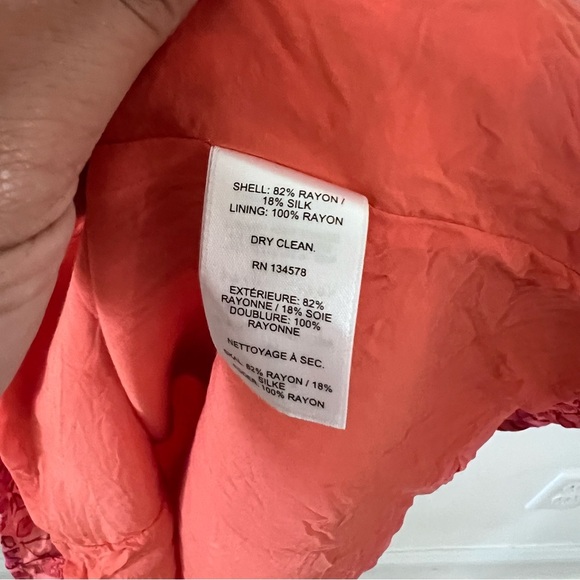 SHELL: 82% RAYON /
18% SILK
LINING: 100% RAYON
DRY CLEAN.
RN 134578
EXTÉRIEURE: 82%
RAYONNE / 18% SOIE
DOUBLURE: 100%
RAYONNE
NETTOYAGE À SEC.
82% RAYON / 18%
SILKE
100% RAYON